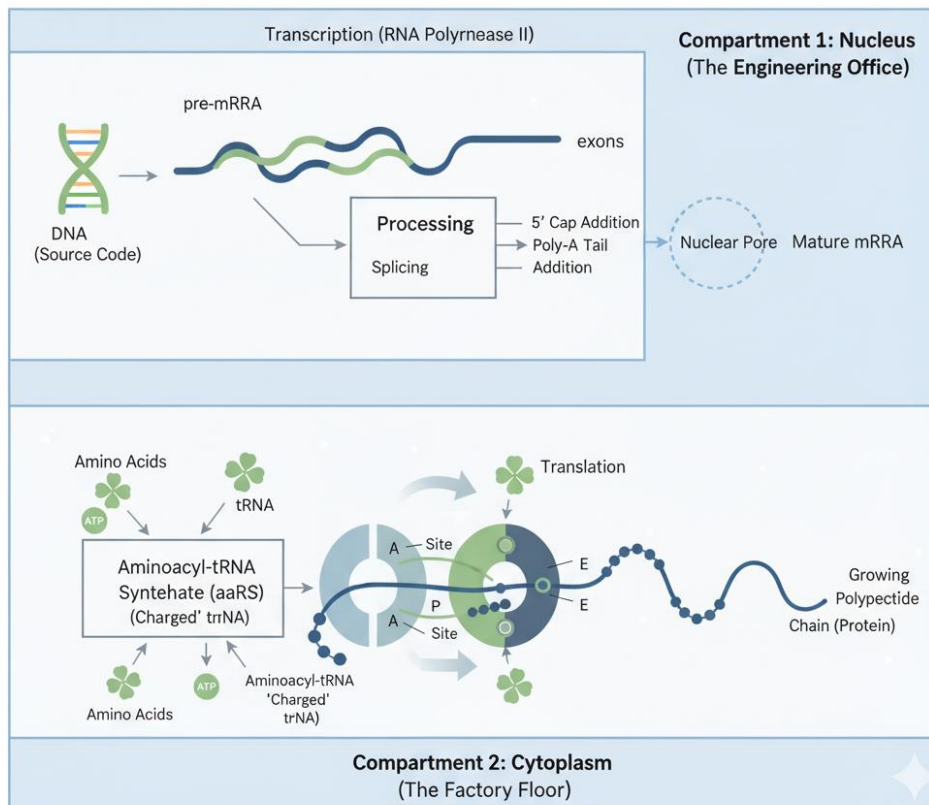 Transcription (RNA Polyrnease II)
Compartment 1: Nucleus
(The Engineering Office)
pre-mRRA
exons
DNA
(Source Code)
Processing
Splicing
5' Cap Addition
Poly-A Tail
Addition
Nuclear Pore
Mature mRRA
Amino Acids
ATP
tRNA
Aminoacyl-tRNA
Syntehate (aaRS)
(Charged' trrNA)
Amino Acids
ATP
Aminoacyl-tRNA
'Charged'
trNA)
A
Site
P
A
Site
Translation
E
E
Growing
Polypectide
Chain (Protein)
Compartment 2: Cytoplasm
(The Factory Floor)